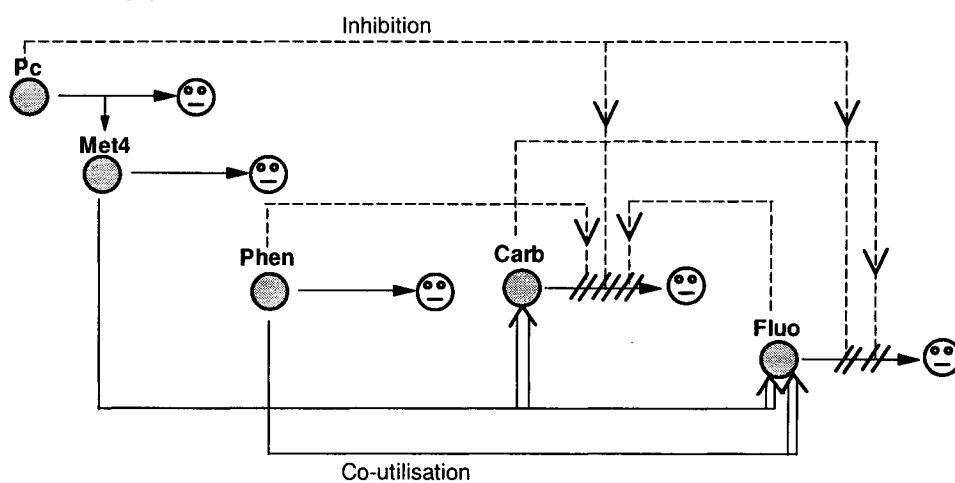 Inhibition
Pc
Met4
Phen
Carb
Fluo
Co-utilisation